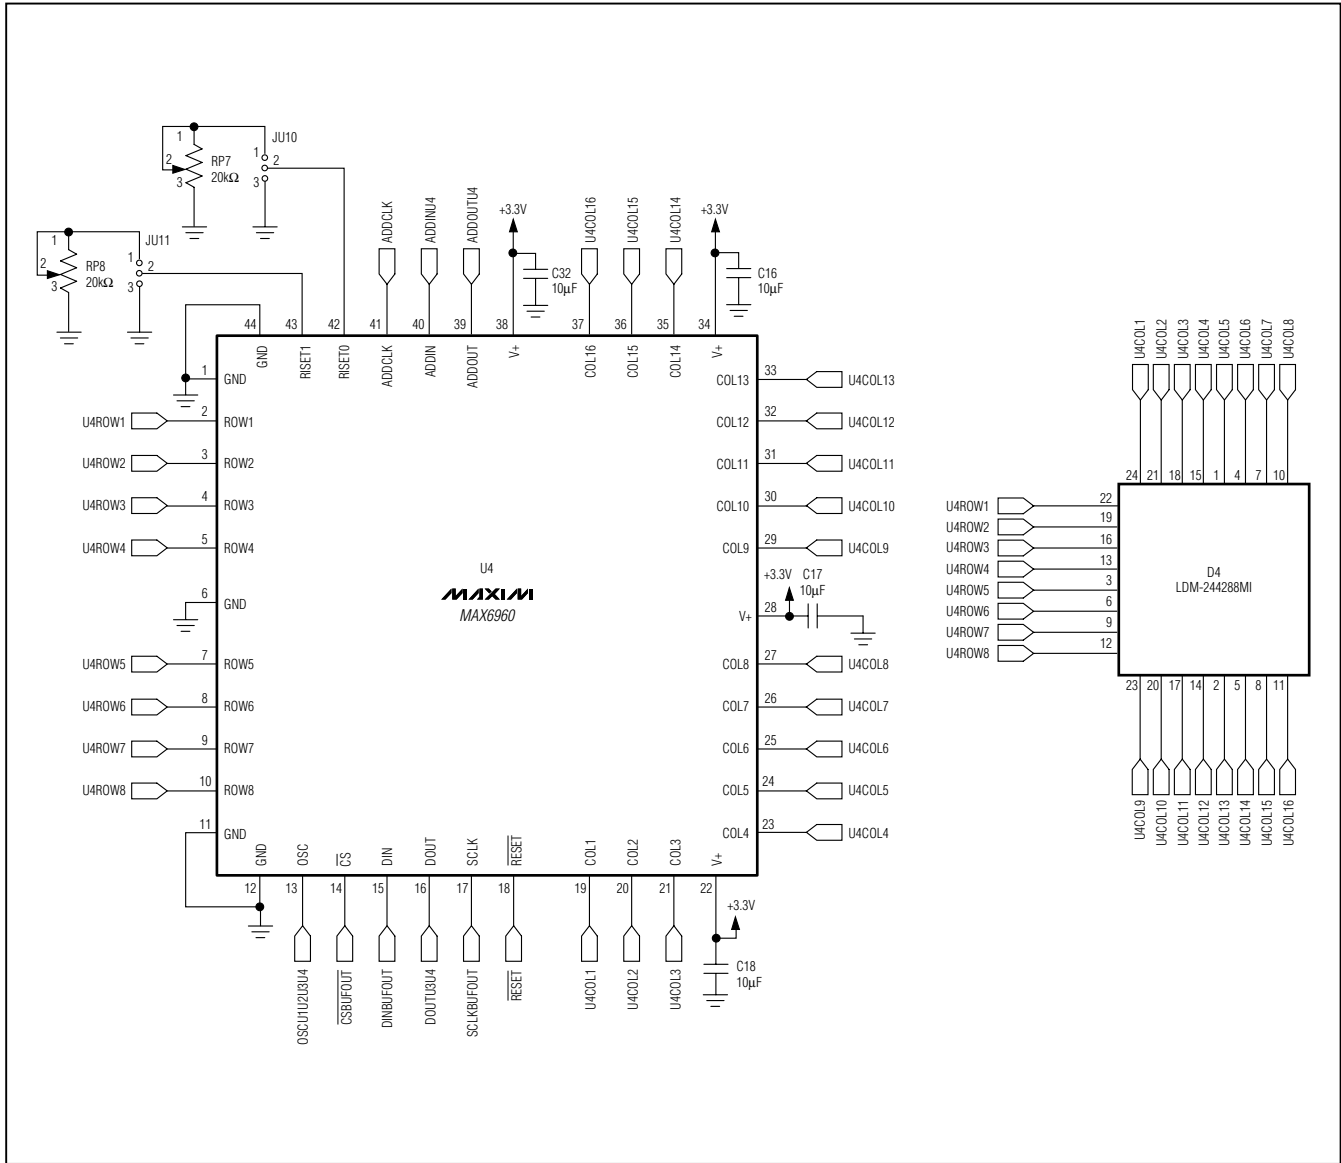 1
2
3
RP7
20kΩ
JU10
1
2
3
1
2
3
RP8
20kΩ
JU11
1
2
3
ADDCLK
ADDINU4
ADDOUTU4
+3.3V
C32
10µF
U4COL16
U4COL15
U4COL14
+3.3V
C16
10µF
44
43
42
41
40
39
38
37
36
35
34
GND
RISET1
RISET0
ADDCLK
ADDIN
ADDOUT
V+
COL16
COL15
COL14
V+
1 GND
U4ROW1 2 ROW1
U4ROW2 3 ROW2
U4ROW3 4 ROW3
U4ROW4 5 ROW4
6 GND
U4ROW5 7 ROW5
U4ROW6 8 ROW6
U4ROW7 9 ROW7
U4ROW8 10 ROW8
11 GND
U4
MAXIM
MAX6960
COL13 33 U4COL13
COL12 32 U4COL12
COL11 31 U4COL11
COL10 30 U4COL10
COL9 29 U4COL9
+3.3V
C17
10µF
V+ 28
COL8 27 U4COL8
COL7 26 U4COL7
COL6 25 U4COL6
COL5 24 U4COL5
COL4 23 U4COL4
GND
OSC
CS
DIN
DOUT
SCLK
RESET
COL1
COL2
COL3
V+
12
13
14
15
16
17
18
19
20
21
22
OSCU1U2U3U4
CSBUFOUT
DINBUFOUT
DOUTU3U4
SCLKBUFOUT
RESET
U4COL1
U4COL2
U4COL3
+3.3V
C18
10µF
U4COL1
U4COL2
U4COL3
U4COL4
U4COL5
U4COL6
U4COL7
U4COL8
24
21
18
15
1
4
7
10
U4ROW1 22
U4ROW2 19
U4ROW3 16
U4ROW4 13
U4ROW5 3
U4ROW6 6
U4ROW7 9
U4ROW8 12
D4
LDM-244288MI
23
20
17
14
2
5
8
11
U4COL9
U4COL10
U4COL11
U4COL12
U4COL13
U4COL14
U4COL15
U4COL16